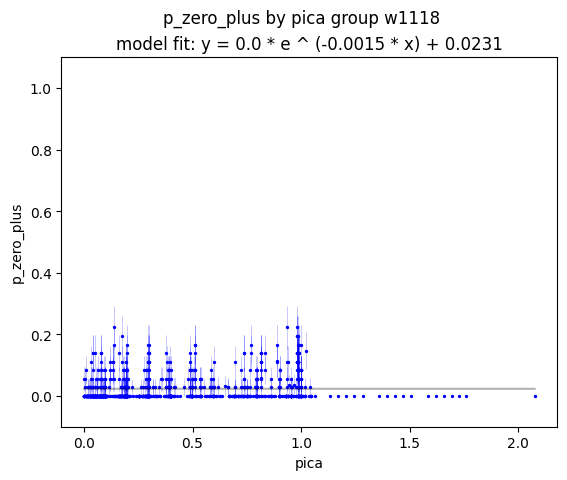 p_zero_plus by pica group w1118
model fit: y = 0.0 * e ^ (-0.0015 * x) + 0.0231
1.0
0.8
0.6
0.4
0.2
0.0
p_zero_plus
0.0 0.5 1.0 1.5 2.0
pica